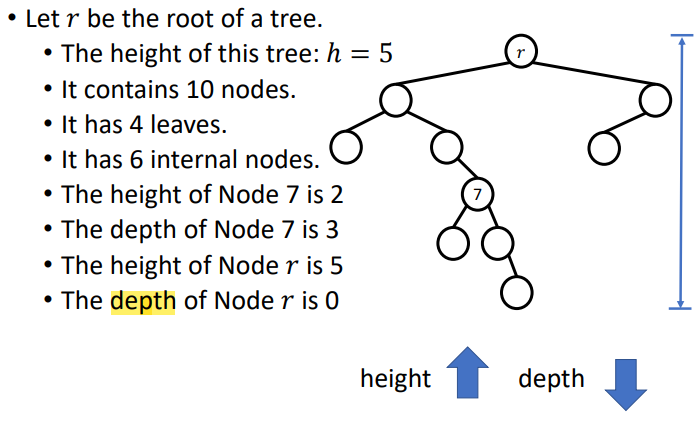 • Let r be the root of a tree.
• The height of this tree: h = 5
• It contains 10 nodes.
• It has 4 leaves.
• It has 6 internal nodes.
• The height of Node 7 is 2
• The depth of Node 7 is 3
• The height of Node r is 5
• The depth of Node r is 0
r
7
height
depth